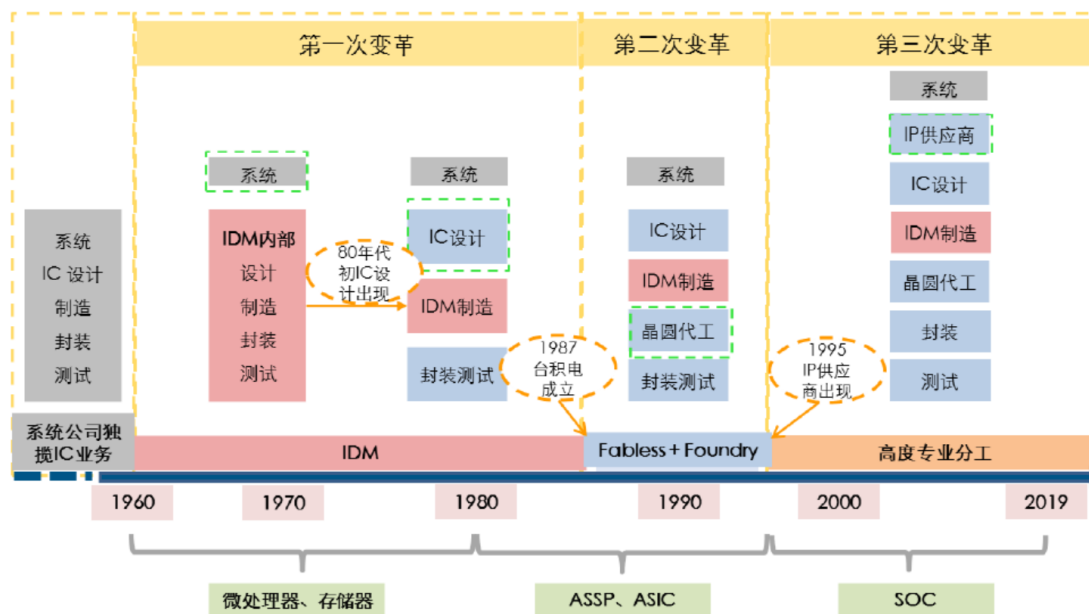 第一次变革
第二次变革
第三次变革
系统
IC 设计
制造
封装
测试
系统公司独
揽IC业务
系统
IDM内部
设计
制造
封装
测试
80年代
初IC设
计出现
系统
IC设计
IDM制造
封装测试
1987
台积电
成立
系统
IC设计
IDM制造
晶圆代工
封装测试
1995
IP供应
商出现
系统
IP供应商
IC设计
IDM制造
晶圆代工
封装
测试
IDM
Fabless+Foundry
高度专业分工
1960
1970
1980
1990
2000
2019
微处理器、存储器
ASSP、ASIC
SOC